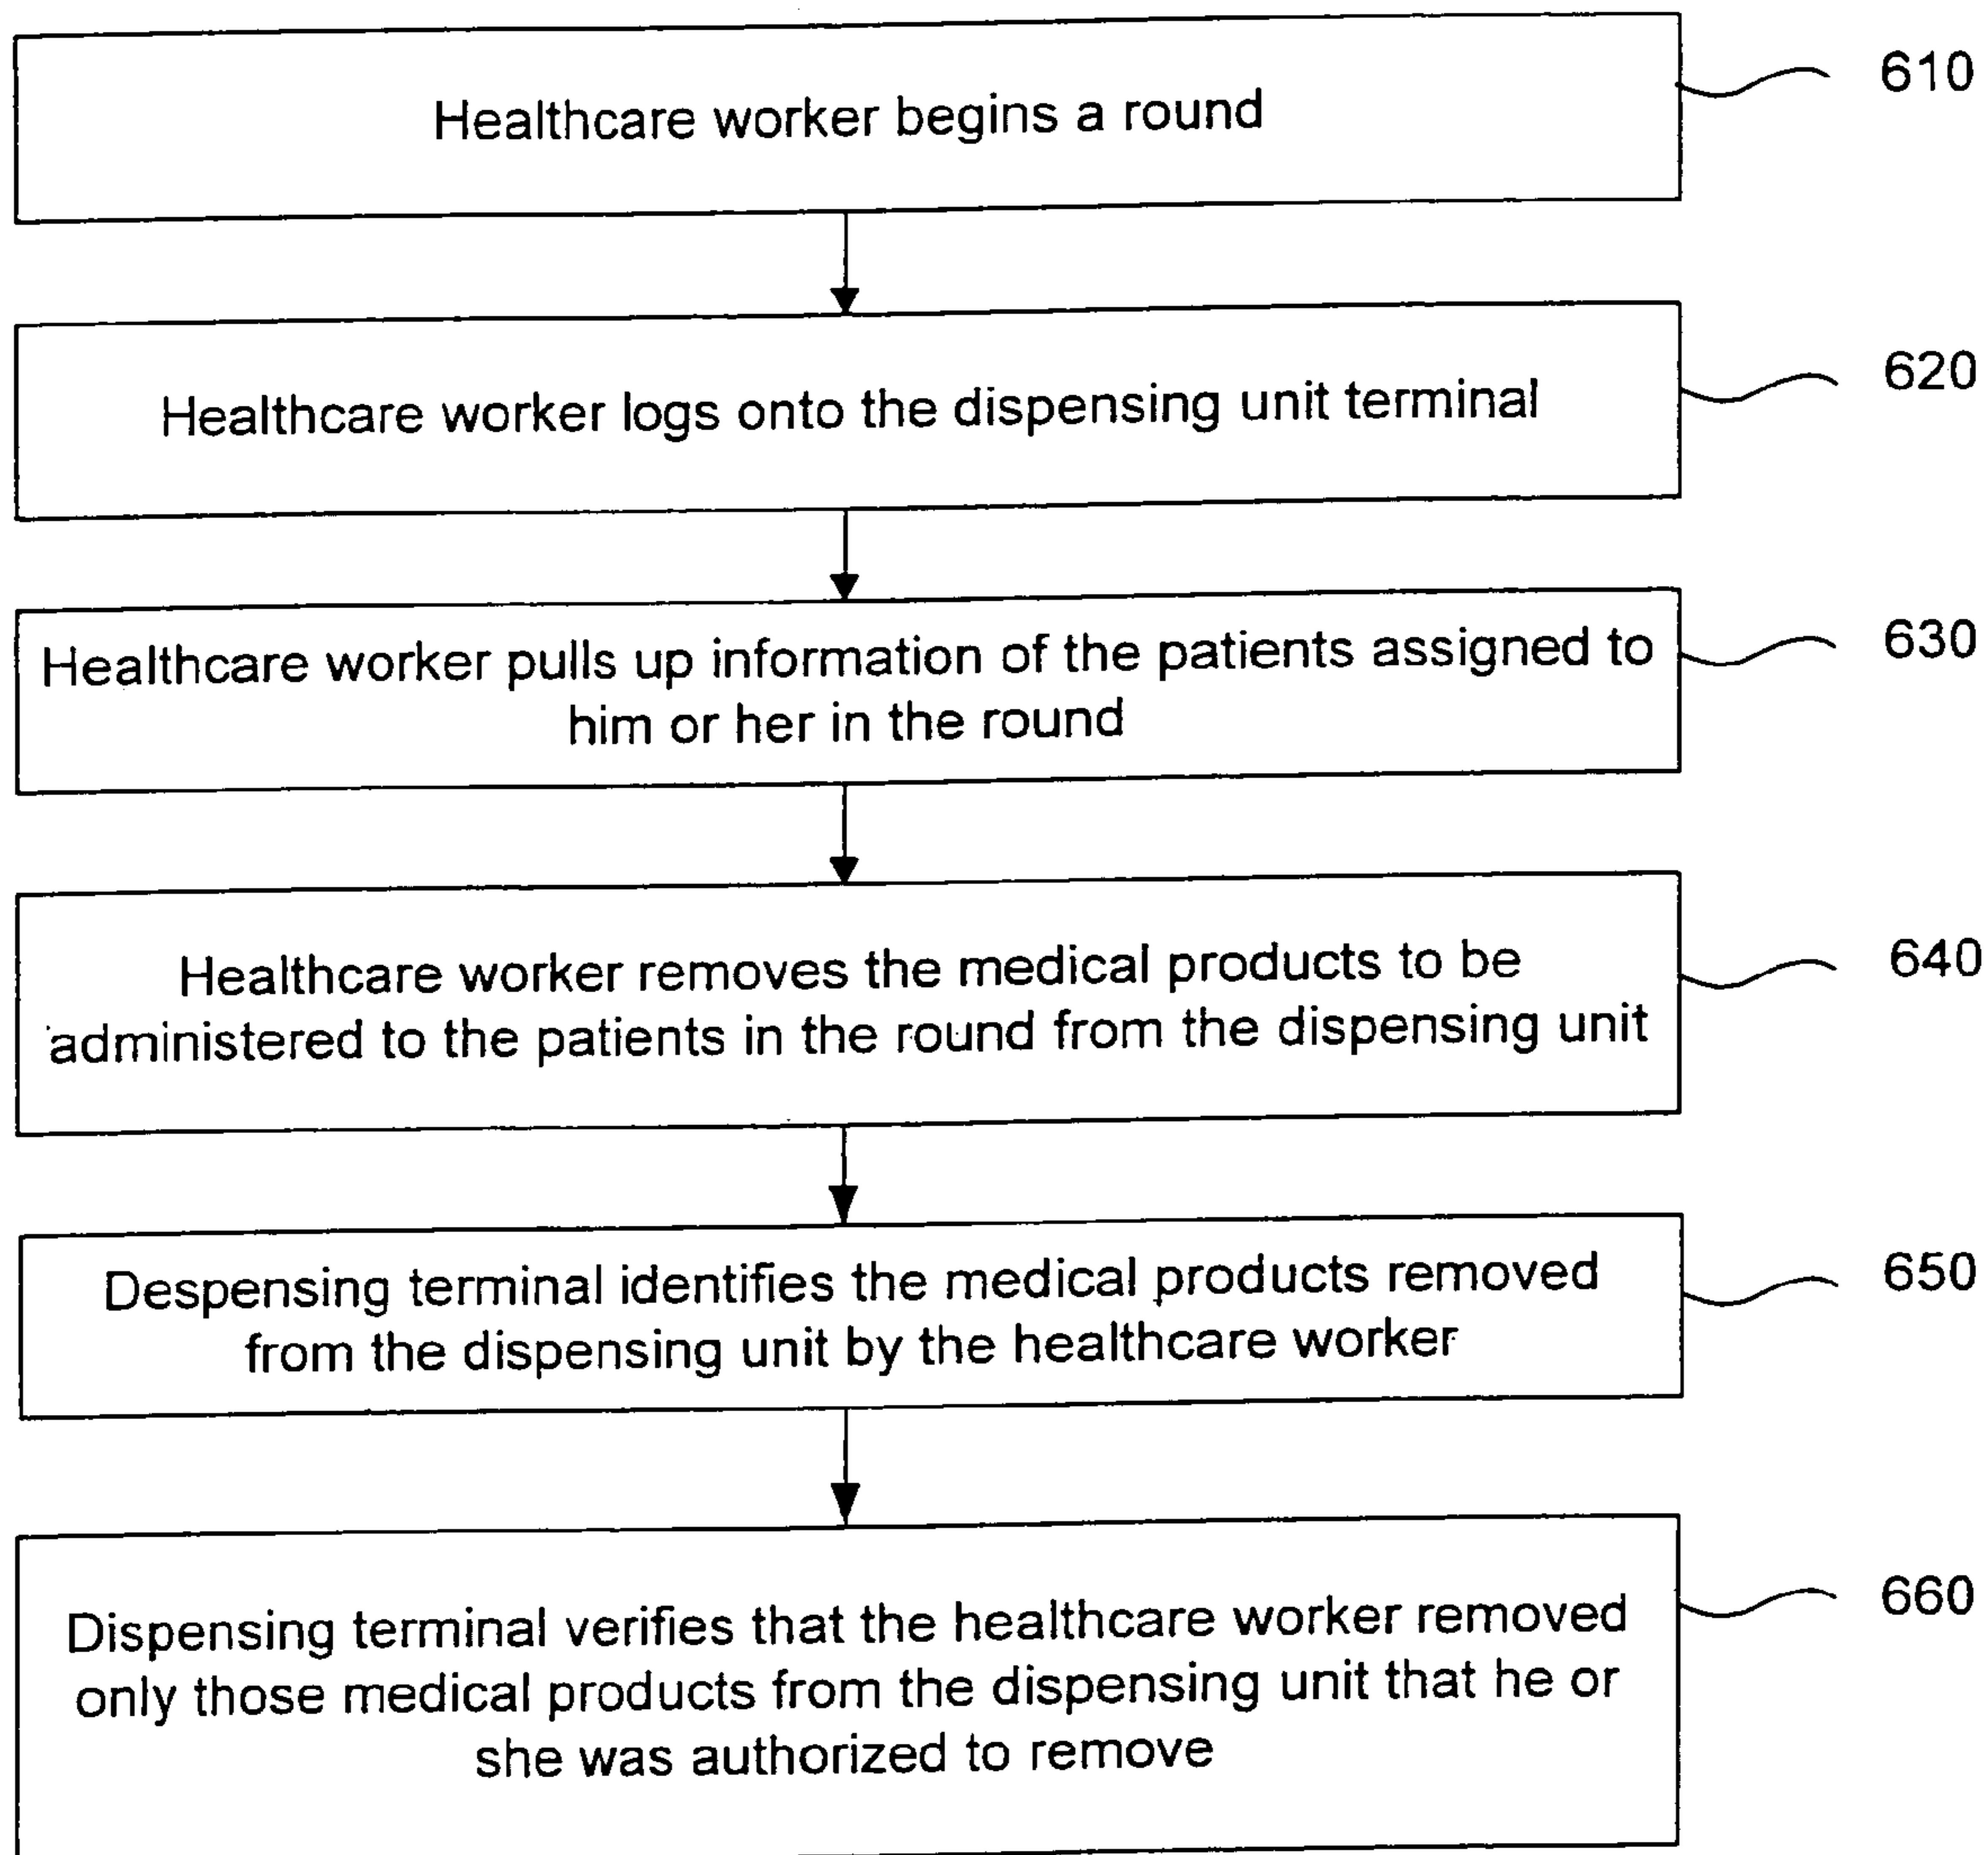 Healthcare worker begins a round
610
Healthcare worker logs onto the dispensing unit terminal
620
Healthcare worker pulls up information of the patients assigned to
him or her in the round
630
Healthcare worker removes the medical products to be
administered to the patients in the round from the dispensing unit
640
Despensing terminal identifies the medical products removed
from the dispensing unit by the healthcare worker
650
Dispensing terminal verifies that the healthcare worker removed
only those medical products from the dispensing unit that he or
she was authorized to remove
660